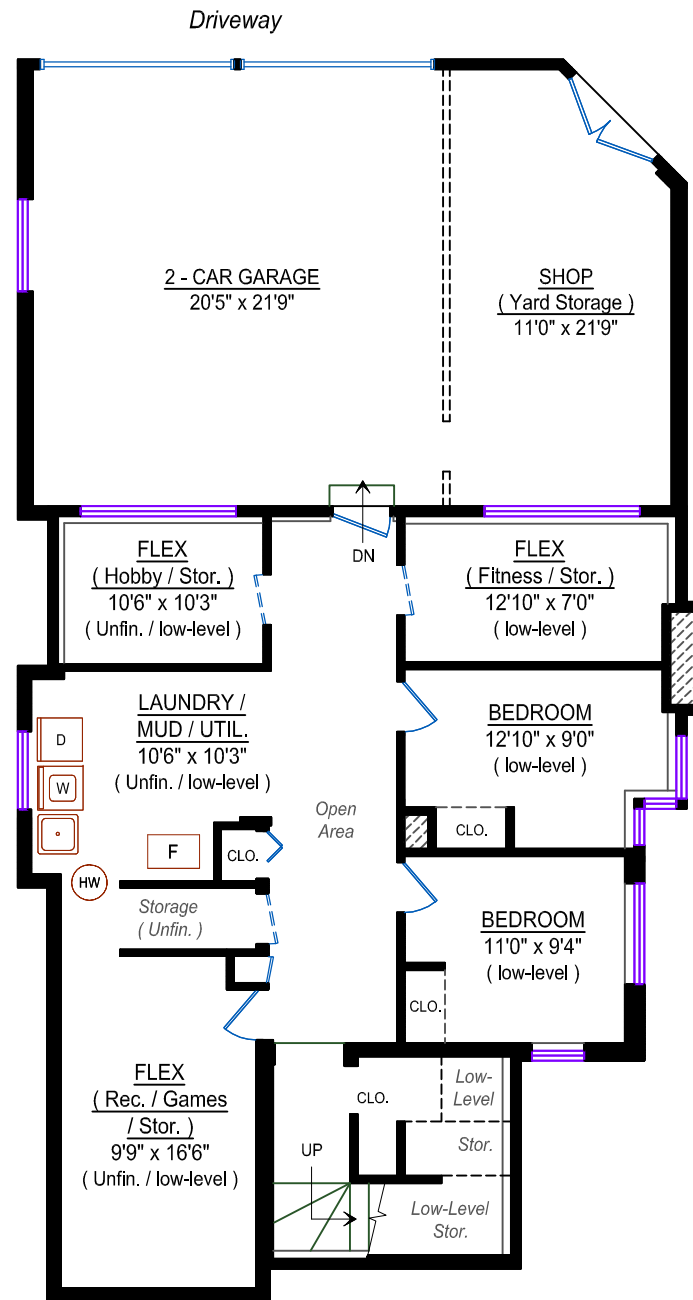 Driveway
2 - CAR GARAGE
20'5" x 21'9"
SHOP
( Yard Storage )
11'0" x 21'9"
DN
FLEX
( Hobby / Stor. )
10'6" x 10'3"
( Unfin. / low-level )
FLEX
( Fitness / Stor. )
12'10" x 7'0"
( low-level )
LAUNDRY /
MUD / UTIL.
10'6" x 10'3"
( Unfin. / low-level )
D
W
F
HW
CLO.
Open
Area
BEDROOM
12'10" x 9'0"
( low-level )
CLO.
Storage
( Unfin. )
BEDROOM
11'0" x 9'4"
( low-level )
CLO.
FLEX
( Rec. / Games
/ Stor. )
9'9" x 16'6"
( Unfin. / low-level )
UP
CLO.
Low-
Level
Stor.
Low-Level
Stor.